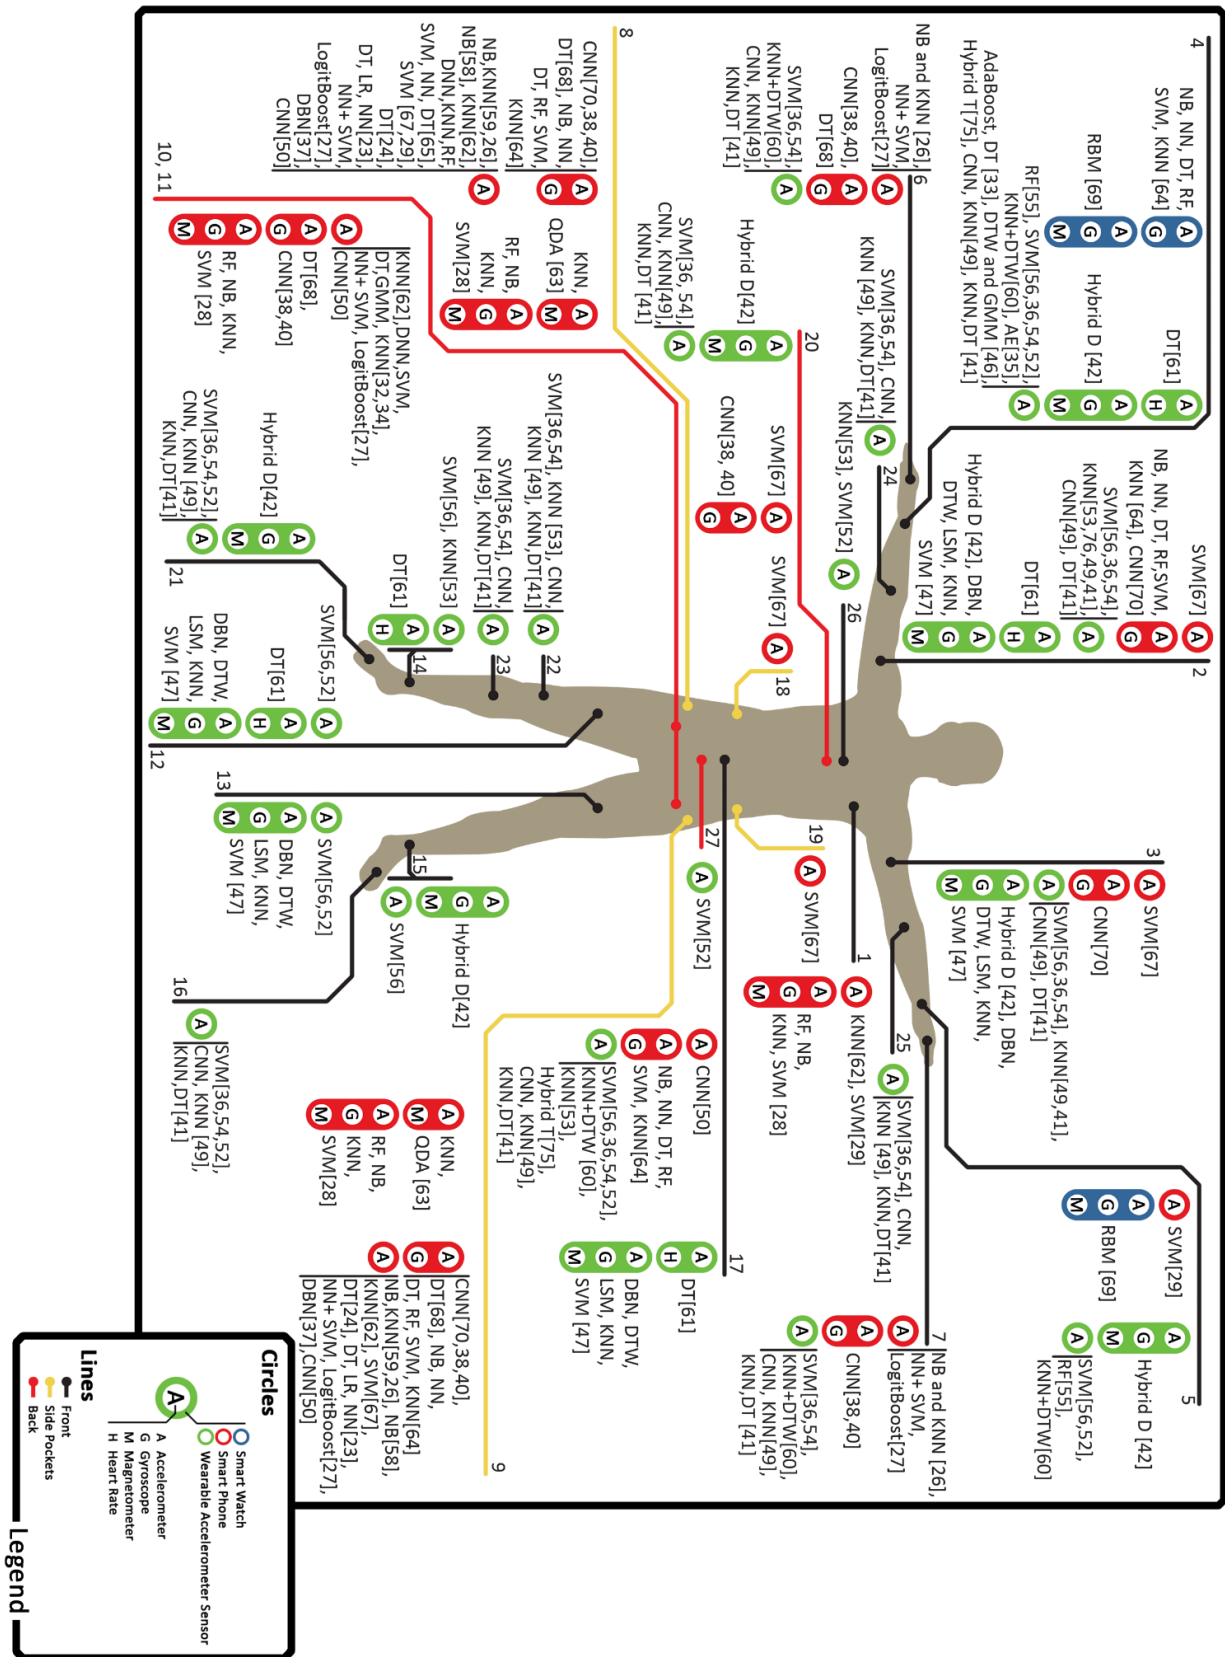 4
NB, NN, DT, RF,
SVM, KNN [64]
A
G
RBM [69]
A
G
M
DT[61]
A
H
Hybrid D [42]
A
G
M
RF[55], SVM[56,36,54,52],
KNN+DTW[60], AE[35],
AdaBoost, DT [33], DTW and GMM [46],
Hybrid T[75], CNN, KNN[49], KNN,DT [41]
A
2
SVM[67]
A
NB, NN, DT, RF,SVM,
KNN [64], CNN[70]
A
G
SVM[56,36,54],
KNN[53,76,49,41],
CNN[49], DT[41]
A
DT[61]
A
H
Hybrid D [42], DBN,
DTW, LSM, KNN,
SVM [47]
A
G
M
3
A
SVM[67]
A
G
CNN[70]
A
SVM[56,36,54], KNN[49,41],
CNN[49], DT[41]
A
G
M
Hybrid D [42], DBN,
DTW, LSM, KNN,
SVM [47]
5
A
SVM[29]
A
G
M
RBM [69]
A
G
M
Hybrid D [42]
A
SVM[56,52],
RF[55],
KNN+DTW[60]
6
NB and KNN [26],
NN+ SVM,
LogitBoost[27]
A
CNN[38,40],
DT[68]
A
G
SVM[36,54],
KNN+DTW[60],
CNN, KNN[49],
KNN,DT [41]
A
24
SVM[36,54], CNN,
KNN [49], KNN,DT[41]
A
26
KNN[53], SVM[52]
A
25
A
SVM[36,54], CNN,
KNN [49], KNN,DT[41]
7
A
NB and KNN [26],
NN+ SVM,
LogitBoost[27]
A
G
CNN[38,40]
A
SVM[36,54],
KNN+DTW[60],
CNN, KNN[49],
KNN,DT [41]
20
Hybrid D[42]
A
G
M
SVM[36, 54],
CNN, KNN[49],
KNN,DT [41]
A
SVM[67]
A
CNN[38, 40]
A
G
18
SVM[67]
A
19
A
SVM[67]
1
A
KNN[62], SVM[29]
A
G
M
RF, NB,
KNN, SVM [28]
8
CNN[70,38,40],
DT[68], NB, NN,
DT, RF, SVM,
KNN[64]
A
G
NB,KNN[59,26],
NB[58], KNN[62],
DNN,KNN,RF,
SVM, NN, DT[65],
SVM [67,29],
DT[24],
DT, LR, NN[23],
NN+ SVM,
LogitBoost[27],
DBN[37],
CNN[50]
A
KNN,
QDA [63]
A
M
RF, NB,
KNN,
SVM[28]
A
G
M
27
A
SVM[52]
17
A
CNN[50]
A
G
NB, NN, DT, RF,
SVM, KNN[64]
A
SVM[56,36,54,52],
KNN+DTW [60],
KNN[53],
Hybrid T[75],
CNN, KNN[49],
KNN,DT[41]
A
H
DT[61]
A
G
M
DBN, DTW,
LSM, KNN,
SVM [47]
9
A
M
KNN,
QDA [63]
A
G
M
RF, NB,
KNN,
SVM[28]
A
G
CNN[70,38,40],
DT[68], NB, NN,
DT, RF, SVM, KNN[64]
A
NB,KNN[59,26], NB[58],
KNN[62], SVM[67],
DT[24], DT, LR, NN[23],
NN+ SVM, LogitBoost[27],
DBN[37],CNN[50]
10, 11
A
KNN[62],DNN,SVM,
DT,GMM, KNN[32,34],
NN+ SVM, LogitBoost[27],
CNN[50]
A
G
DT[68],
CNN[38,40]
A
G
M
RF, NB, KNN,
SVM [28]
22
SVM[36,54], KNN [53], CNN,
KNN [49], KNN,DT[41]
A
23
SVM[36,54], CNN,
KNN [49], KNN,DT[41]
A
14
SVM[56], KNN[53]
A
DT[61]
A
H
21
Hybrid D[42]
A
G
M
SVM[36,54,52],
CNN, KNN [49],
KNN,DT[41]
A
12
SVM[56,52]
A
DT[61]
A
H
DBN, DTW,
LSM, KNN,
SVM [47]
A
G
M
13
A
SVM[56,52]
A
G
M
DBN, DTW,
LSM, KNN,
SVM [47]
15
A
G
M
Hybrid D[42]
A
SVM[56]
16
A
SVM[36,54,52],
CNN, KNN [49],
KNN,DT[41]
Circles
A
Smart Watch
Smart Phone
Wearable Accelerometer Sensor
A Accelerometer
G Gyroscope
M Magnetometer
H Heart Rate
Lines
Front
Side Pockets
Back
Legend